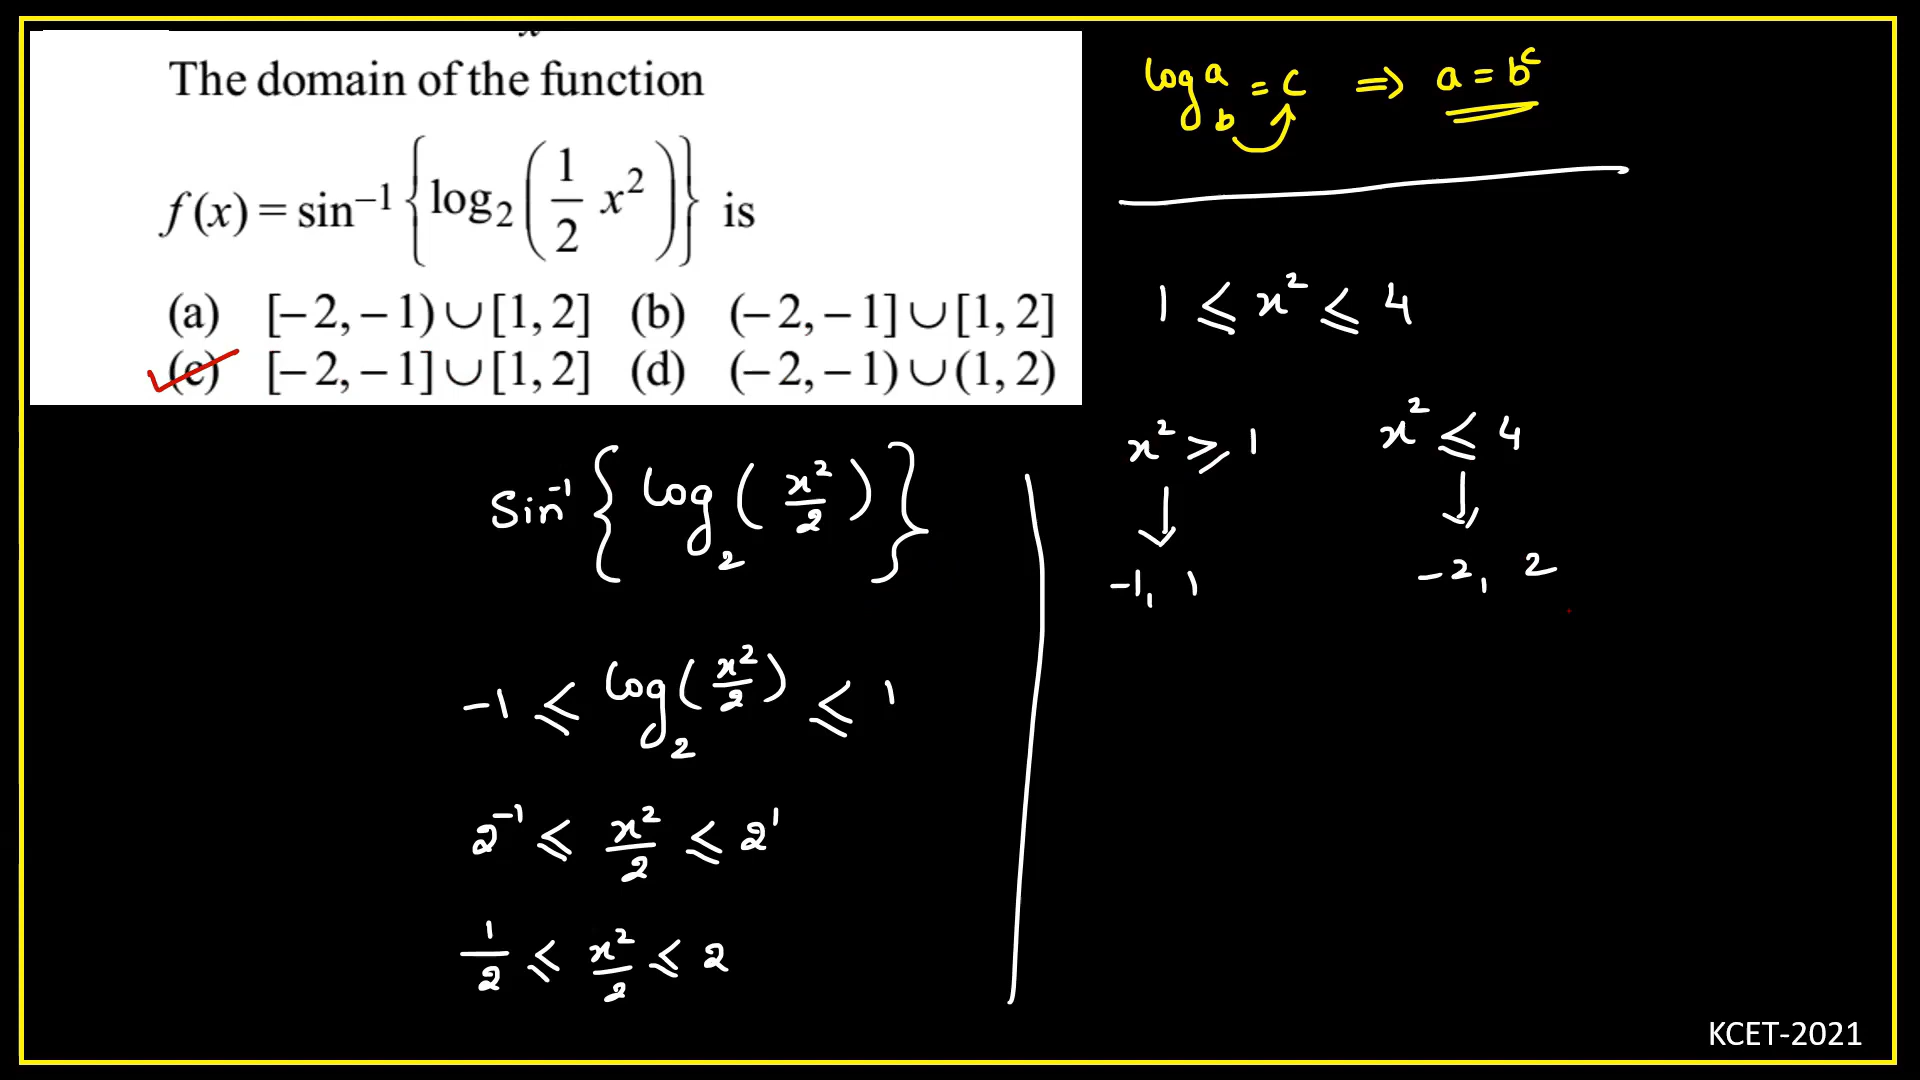 The domain of the function
f(x) = sin⁻¹ {log₂ (1/2 x²)} is
(a) [– 2, – 1) ∪ [1, 2] (b) (– 2, – 1] ∪ [1, 2]
(c) [– 2, – 1] ∪ [1, 2] (d) (– 2, – 1) ∪ (1, 2)
Sin⁻¹ { log₂ ( x²/2 ) }
-1 ⩽ log₂ ( x²/2 ) ⩽ 1
2⁻¹ ⩽ x²/2 ⩽ 2¹
1/2 ⩽ x²/2 ⩽ 2
log_b a = c ⇒ a = b^c
1 ⩽ x² ⩽ 4
x² ⩾ 1 x² ⩽ 4
↓ ↓
-1, 1 -2, 2
KCET-2021